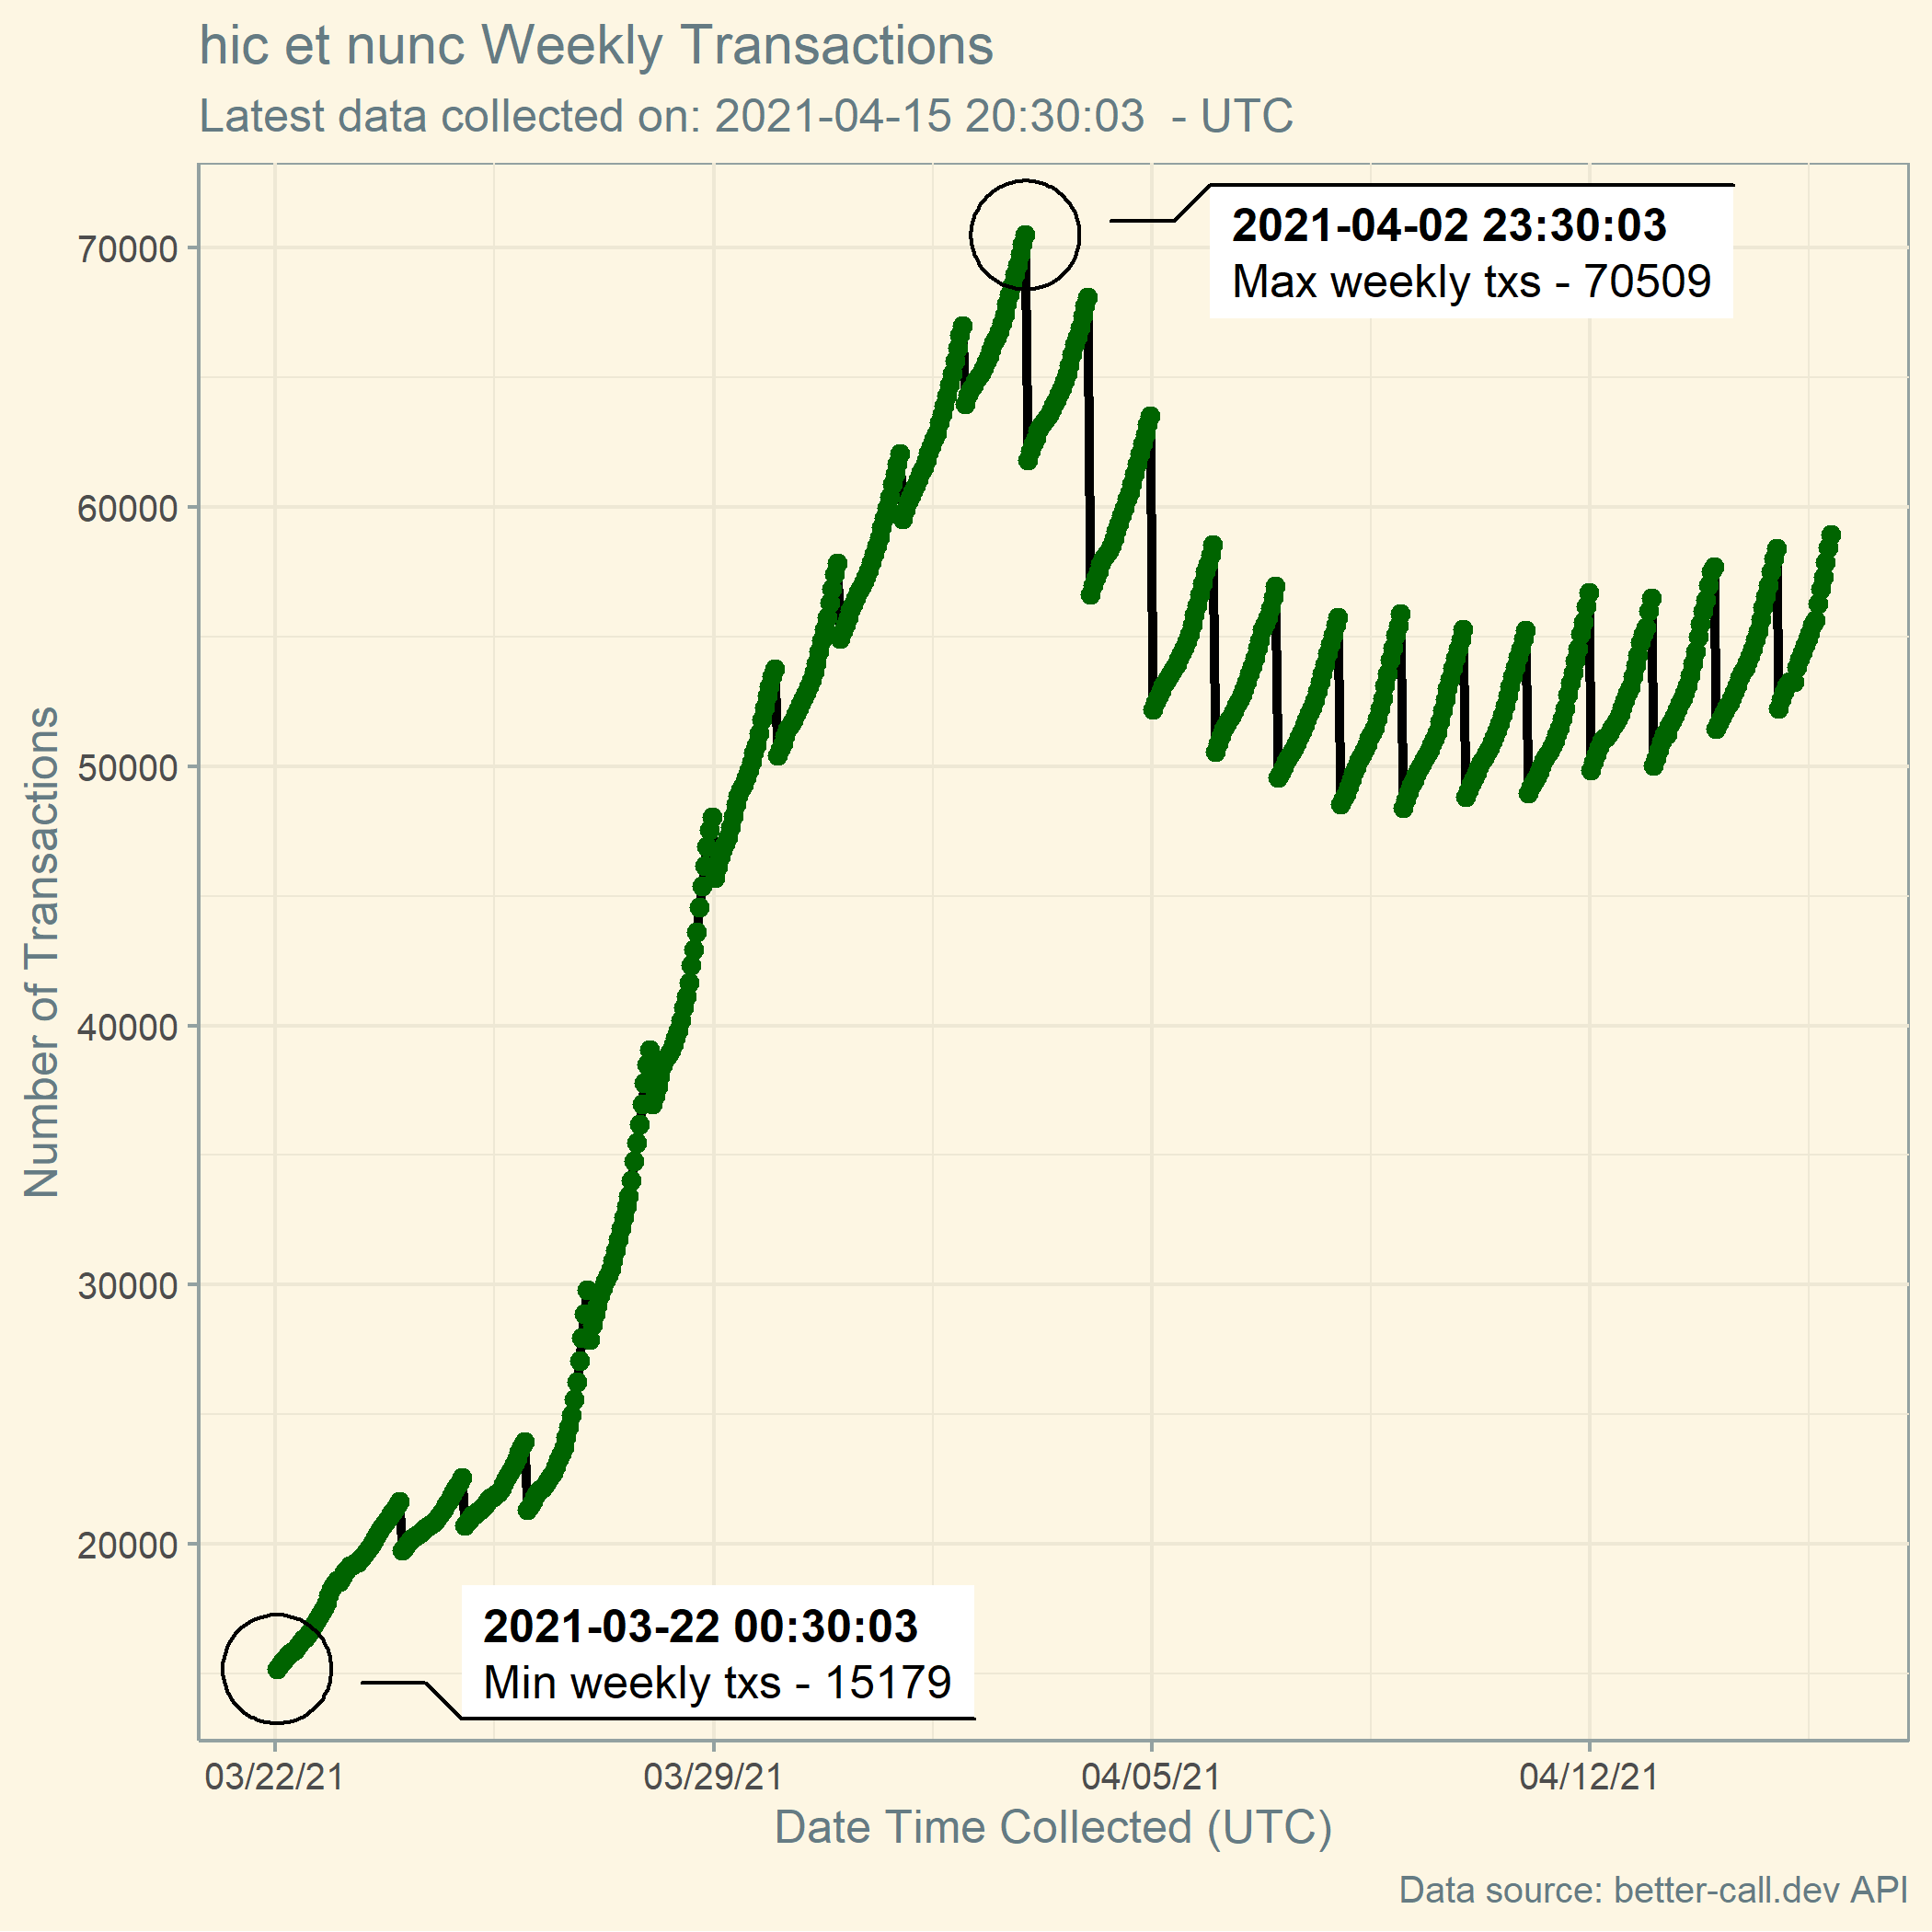 hic et nunc Weekly Transactions
Latest data collected on: 2021-04-15 20:30:03  - UTC
2021-04-02 23:30:03
Max weekly txs - 70509
70000
60000
50000
40000
30000
20000
Number of Transactions
2021-03-22 00:30:03
Min weekly txs - 15179
03/22/21 03/29/21 04/05/21 04/12/21
Date Time Collected (UTC)
Data source: better-call.dev API